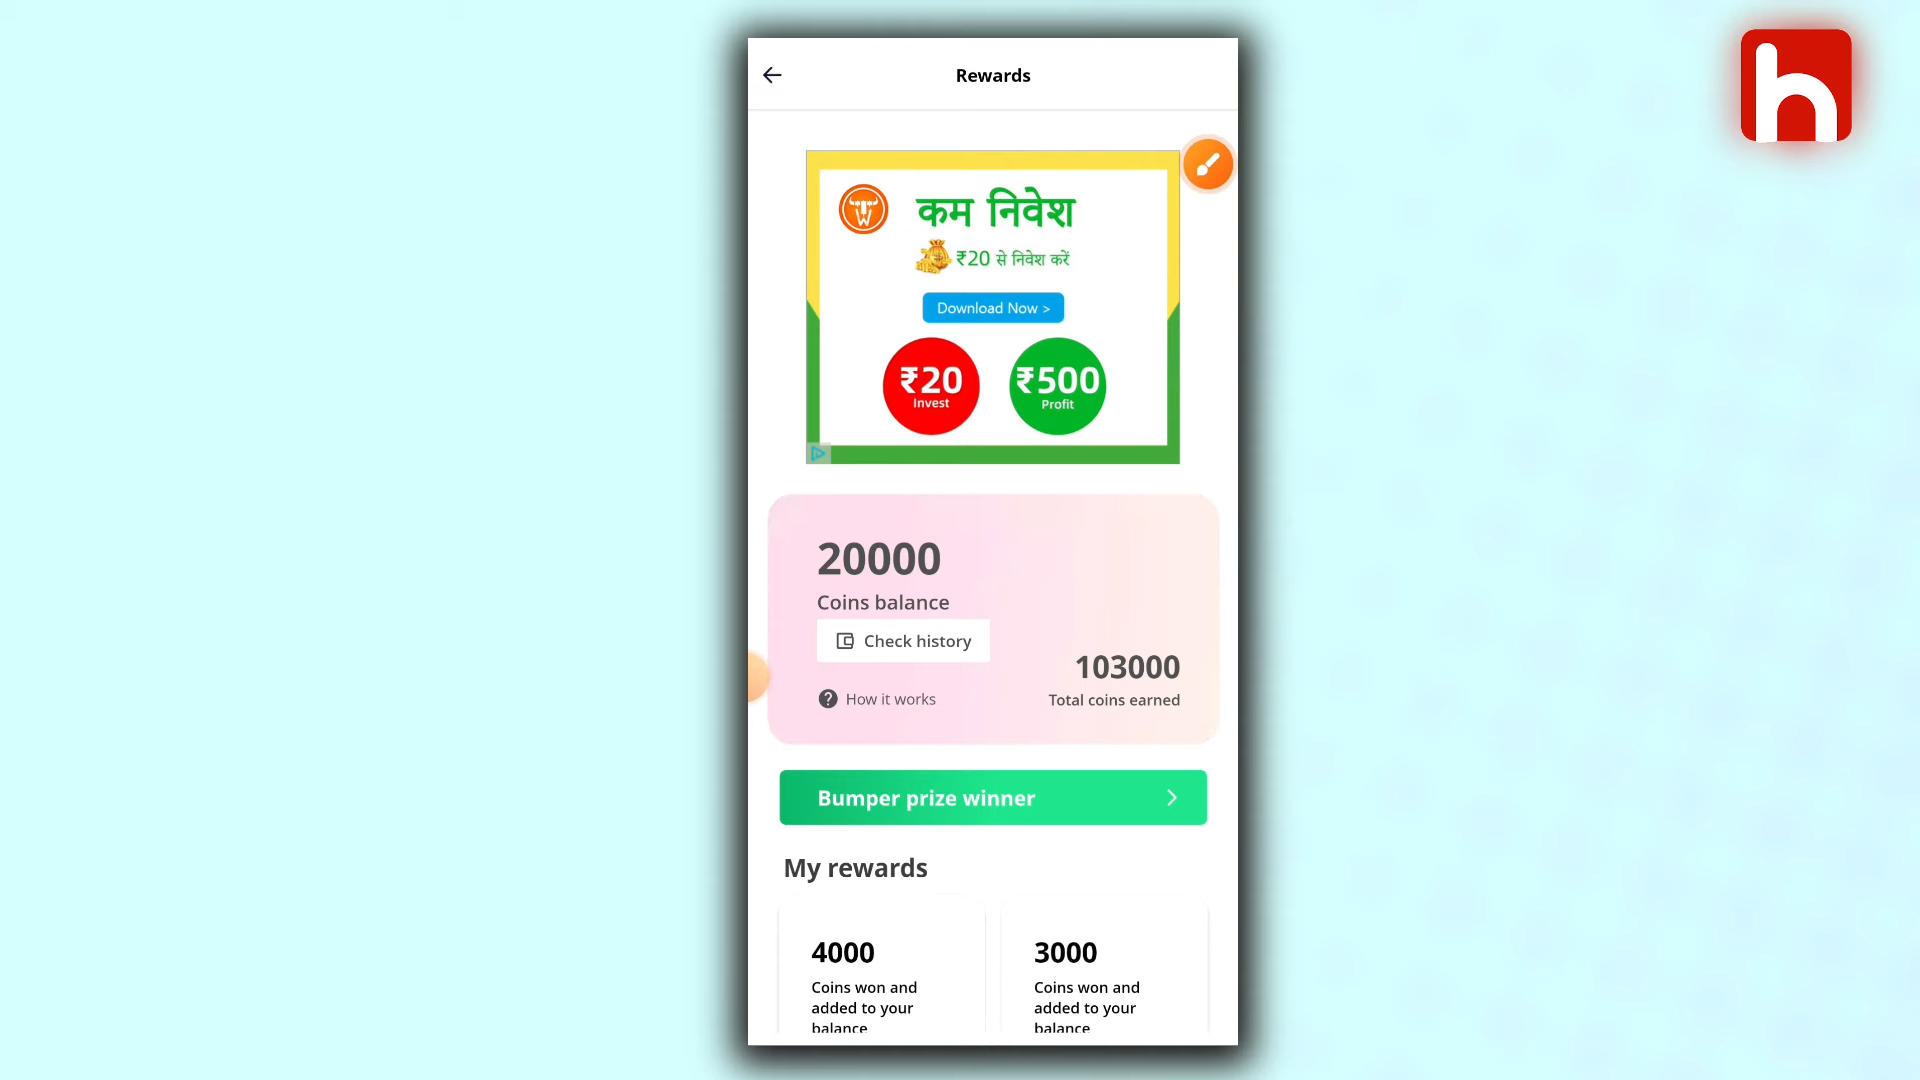 Rewards
कम निवेश
₹20 से निवेश करें
Download Now >
₹20
Invest
₹500
Profit
20000
Coins balance
Check history
103000
How it works
Total coins earned
Bumper prize winner
My rewards
4000
Coins won and
added to your
balance
3000
Coins won and
added to your
balance
h